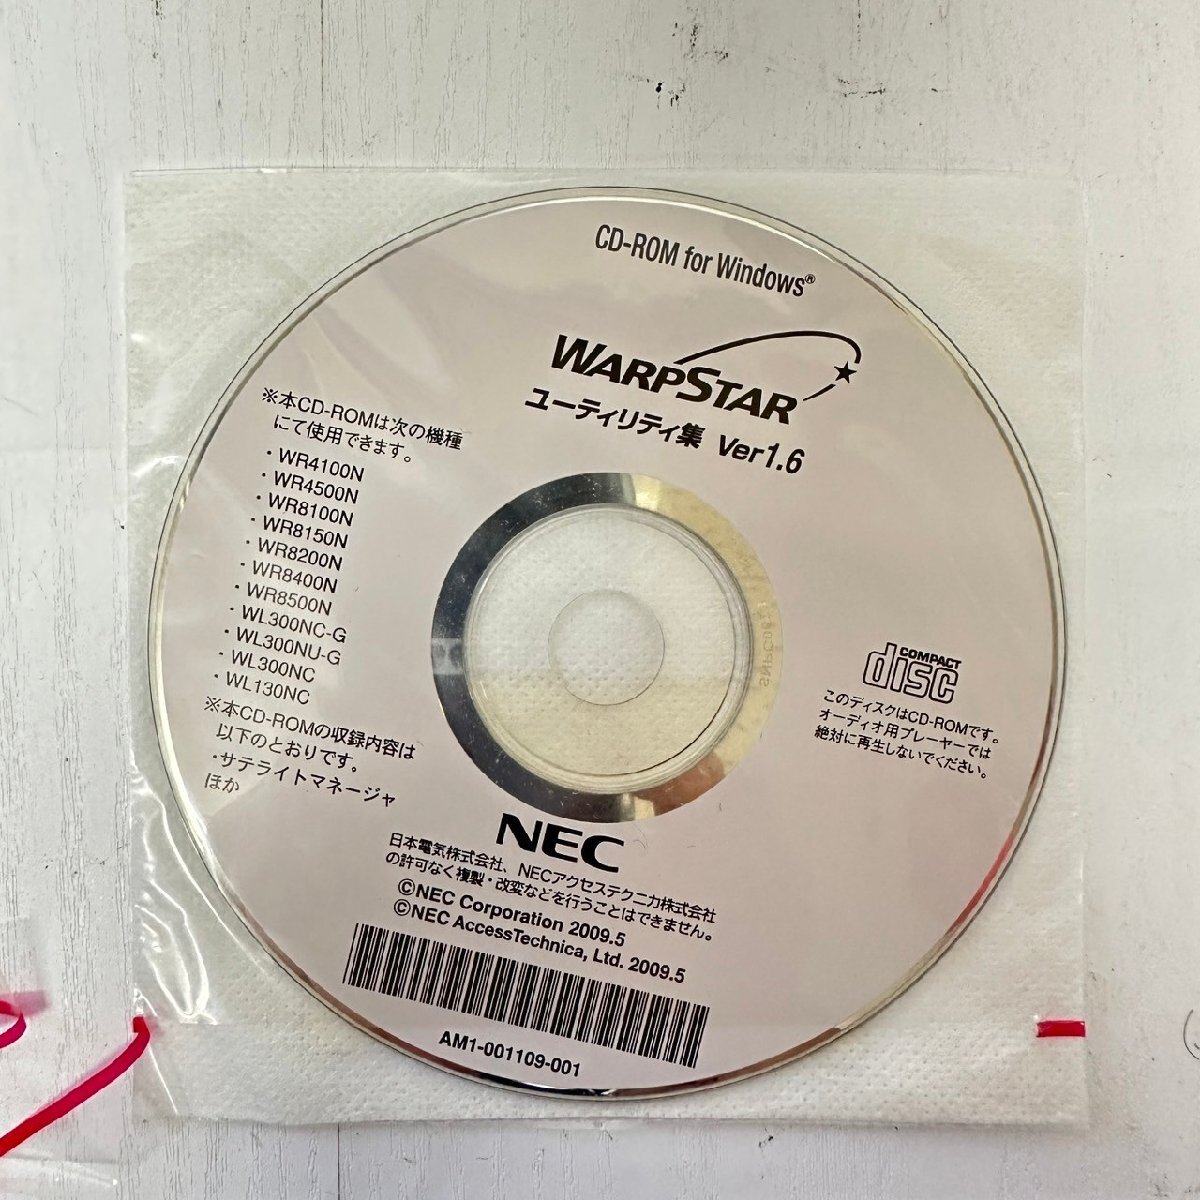 CD-ROM for Windows®
WARPSTAR
ユーティリティ集 Ver1.6
※本CD-ROMは次の機種
にて使用できます。
・WR4100N
・WR4500N
・WR8100N
・WR8150N
・WR8200N
・WR8400N
・WR8500N
・WL300NC-G
・WL300NU-G
・WL300NC
・WL130NC
※本CD-ROMの収録内容は
以下のとおりです。
・サテライトマネージャ
ほか
COMPACT
disc
このディスクはCD-ROMです。
オーディオ用プレーヤーでは
絶対に再生しないでください。
NEC
日本電気株式会社、NECアクセステクニカ株式会社
の許可なく複製・改変などを行うことはできません。
©NEC Corporation 2009.5
©NEC AccessTechnica, Ltd. 2009.5
AM1-001109-001